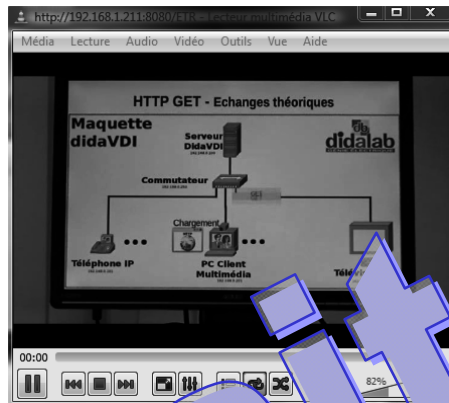 http://192.168.1.211:8080/ETR - Lecteur multimédia VLC
Média Lecture Audio Vidéo Outils Vue Aide
HTTP GET - Echanges théoriques
Maquette
didaVDI
Serveur
DidaVDI
didalab
Commutateur
Chargement
Téléphone IP
PC Client
Multimédia
00:00
82%
it